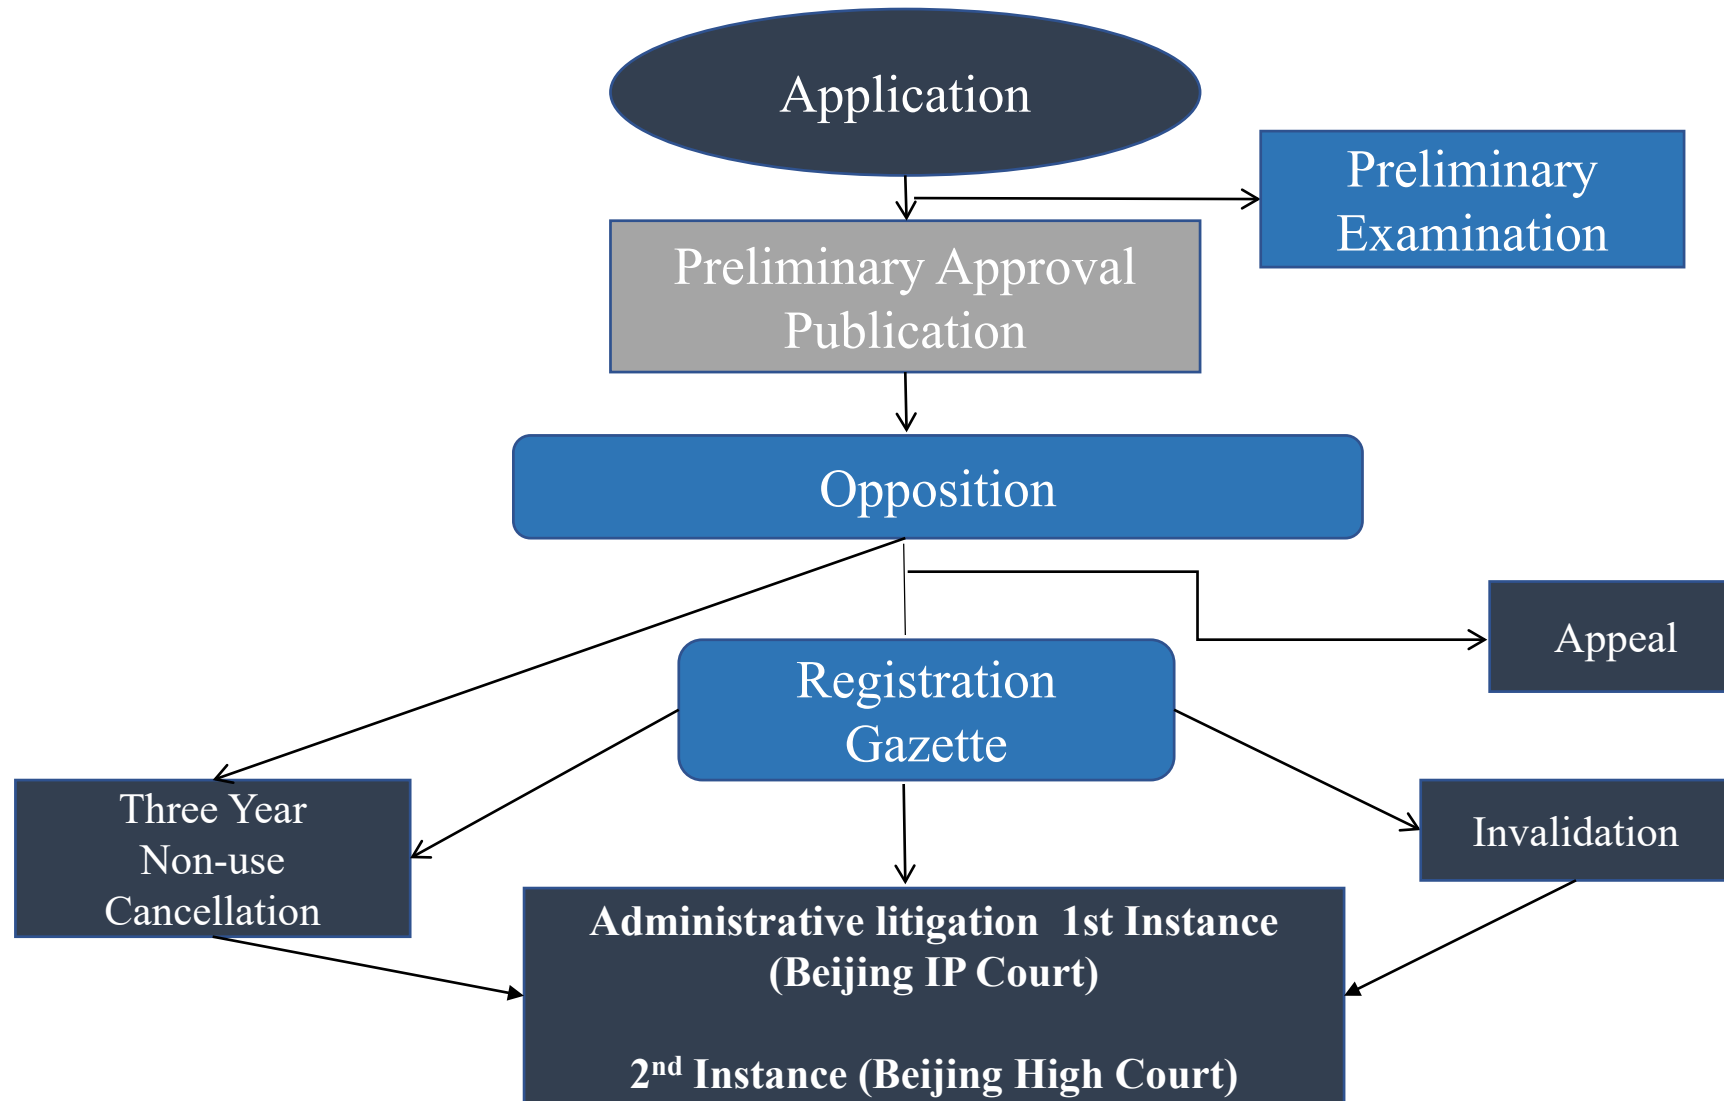 Application
Preliminary
Examination
Preliminary Approval
Publication
Opposition
Appeal
Registration
Gazette
Three Year
Non-use
Cancellation
Invalidation
Administrative litigation  1st Instance
(Beijing IP Court)
2nd Instance (Beijing High Court)